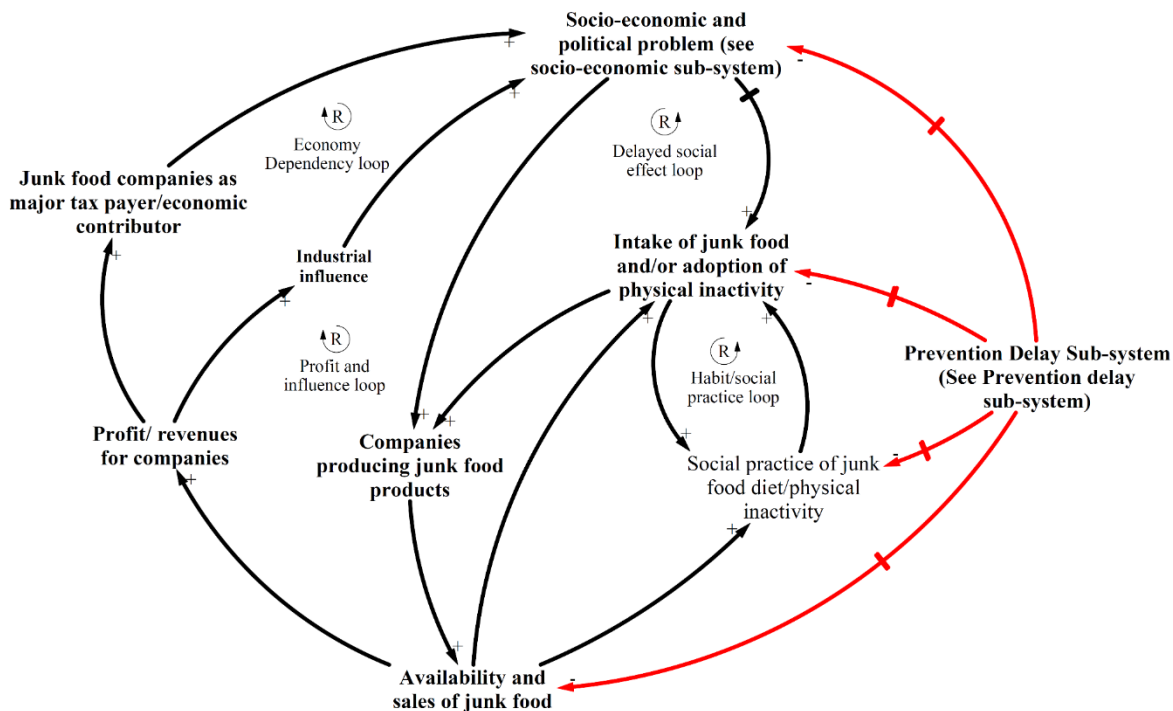 Socio-economic and
political problem (see
socio-economic sub-system)
+
+
-
R
Economy
Dependency loop
R
Delayed social
effect loop
Junk food companies as
major tax payer/economic
contributor
+
Industrial
influence
+
+
Intake of junk food
and/or adoption of
physical inactivity
-
+
+
R
Profit and
influence loop
R
Habit/social
practice loop
Prevention Delay Sub-system
(See Prevention delay
sub-system)
Profit/ revenues
for companies
+
+
+
Companies
producing junk food
products
+
-
Social practice of junk
food diet/physical
inactivity
+
+
Availability and
sales of junk food
-